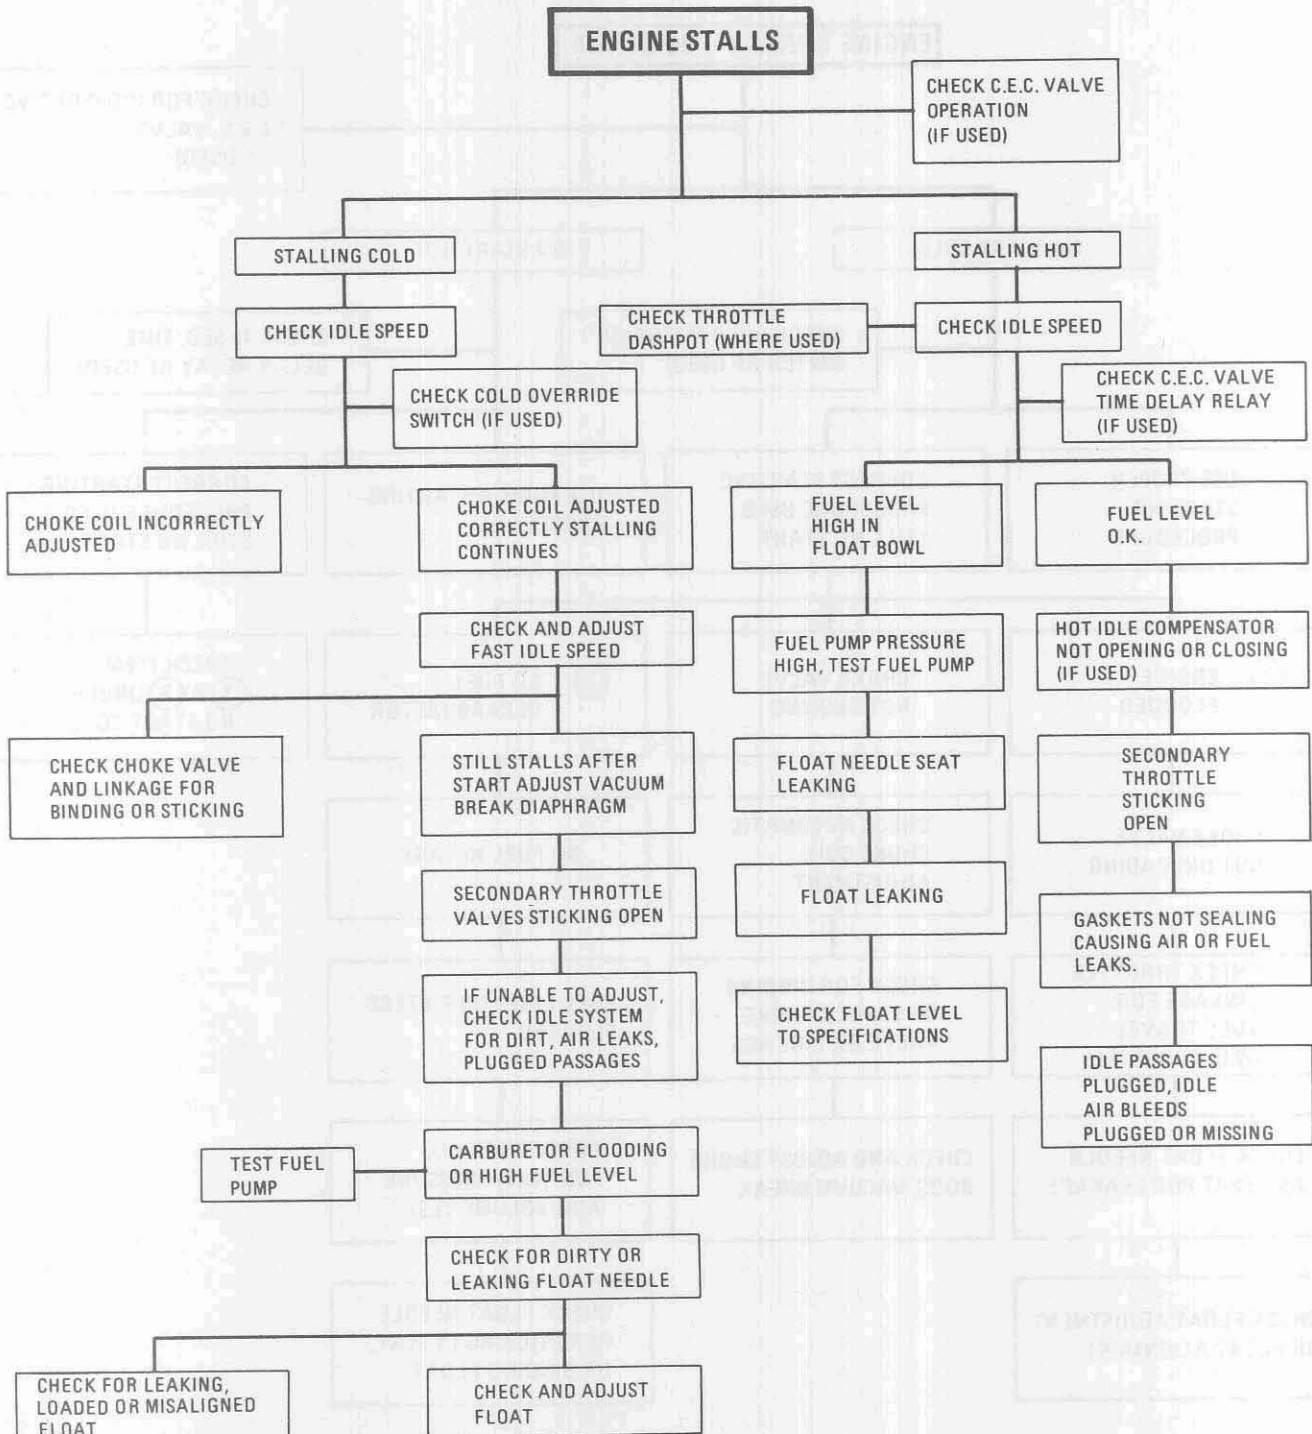 ENGINE STALLS
CHECK C.E.C. VALVE
OPERATION
(IF USED)
STALLING COLD
STALLING HOT
CHECK IDLE SPEED
CHECK THROTTLE
DASHPOT (WHERE USED)
CHECK IDLE SPEED
CHECK COLD OVERRIDE
SWITCH (IF USED)
CHECK C.E.C. VALVE
TIME DELAY RELAY
(IF USED)
CHOKE COIL INCORRECTLY
ADJUSTED
CHOKE COIL ADJUSTED
CORRECTLY STALLING
CONTINUES
FUEL LEVEL
HIGH IN
FLOAT BOWL
FUEL LEVEL
O.K.
CHECK AND ADJUST
FAST IDLE SPEED
FUEL PUMP PRESSURE
HIGH, TEST FUEL PUMP
HOT IDLE COMPENSATOR
NOT OPENING OR CLOSING
(IF USED)
CHECK CHOKE VALVE
AND LINKAGE FOR
BINDING OR STICKING
STILL STALLS AFTER
START ADJUST VACUUM
BREAK DIAPHRAGM
FLOAT NEEDLE SEAT
LEAKING
SECONDARY
THROTTLE
STICKING
OPEN
SECONDARY THROTTLE
VALVES STICKING OPEN
FLOAT LEAKING
GASKETS NOT SEALING
CAUSING AIR OR FUEL
LEAKS.
IF UNABLE TO ADJUST,
CHECK IDLE SYSTEM
FOR DIRT, AIR LEAKS,
PLUGGED PASSAGES
CHECK FLOAT LEVEL
TO SPECIFICATIONS
IDLE PASSAGES
PLUGGED, IDLE
AIR BLEEDS
PLUGGED OR MISSING
TEST FUEL
PUMP
CARBURETOR FLOODING
OR HIGH FUEL LEVEL
CHECK FOR DIRTY OR
LEAKING FLOAT NEEDLE
CHECK FOR LEAKING,
LOADED OR MISALIGNED
FLOAT
CHECK AND ADJUST
FLOAT